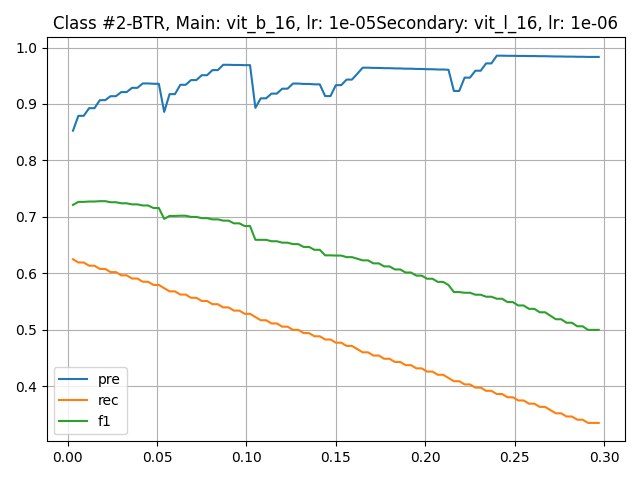 Class #2-BTR, Main: vit_b_16, lr: 1e-05Secondary: vit_l_16, lr: 1e-06
1.0
0.9
0.8
0.7
0.6
0.5
0.4
pre
rec
f1
0.00 0.05 0.10 0.15 0.20 0.25 0.30